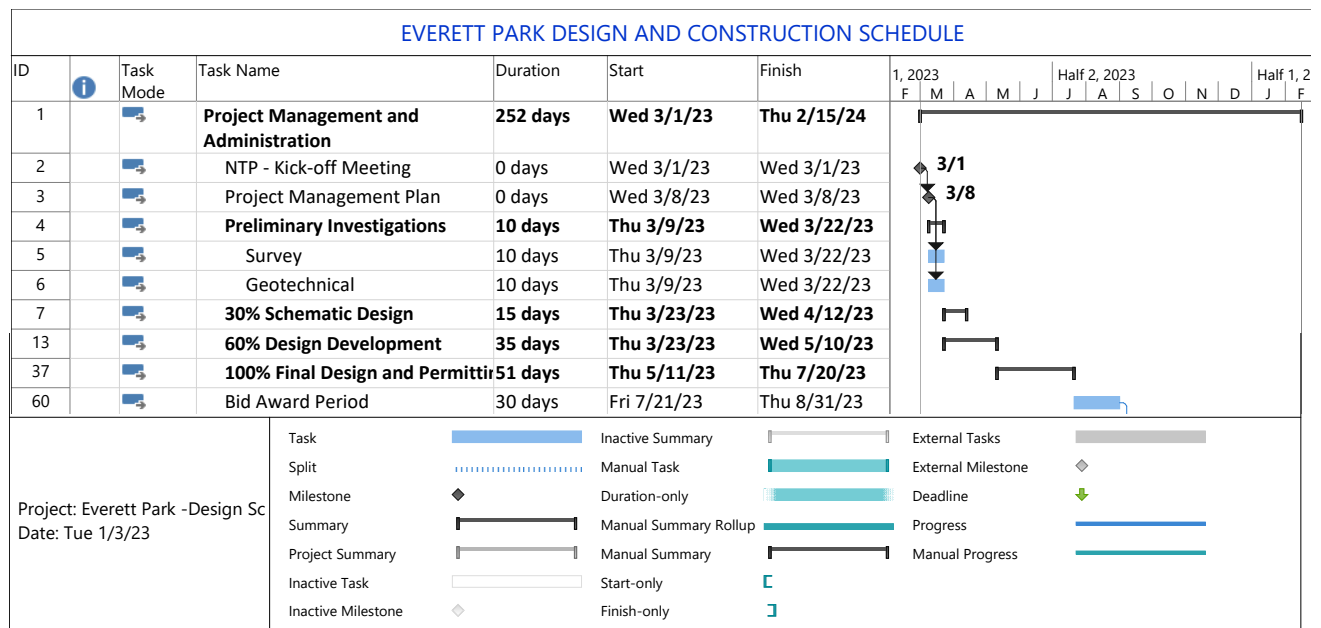 EVERETT PARK DESIGN AND CONSTRUCTION SCHEDULE
ID Task Mode Task Name Duration Start Finish 1, 2023 Half 2, 2023 Half 1, 2
F M A M J J A S O N D J F
1 Project Management and Administration 252 days Wed 3/1/23 Thu 2/15/24
2 NTP - Kick-off Meeting 0 days Wed 3/1/23 Wed 3/1/23 3/1
3 Project Management Plan 0 days Wed 3/8/23 Wed 3/8/23 3/8
4 Preliminary Investigations 10 days Thu 3/9/23 Wed 3/22/23
5 Survey 10 days Thu 3/9/23 Wed 3/22/23
6 Geotechnical 10 days Thu 3/9/23 Wed 3/22/23
7 30% Schematic Design 15 days Thu 3/23/23 Wed 4/12/23
13 60% Design Development 35 days Thu 3/23/23 Wed 5/10/23
37 100% Final Design and Permittin 51 days Thu 5/11/23 Thu 7/20/23
60 Bid Award Period 30 days Fri 7/21/23 Thu 8/31/23
Project: Everett Park -Design Sc
Date: Tue 1/3/23
Task
Split
Milestone
Summary
Project Summary
Inactive Task
Inactive Milestone
Inactive Summary
Manual Task
Duration-only
Manual Summary Rollup
Manual Summary
Start-only
Finish-only
External Tasks
External Milestone
Deadline
Progress
Manual Progress